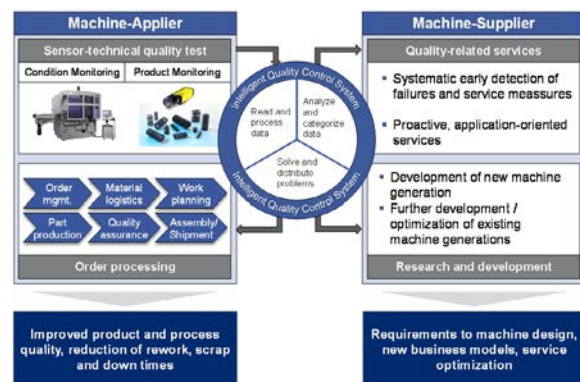 Machine-Applier
Sensor-technical quality test
Condition Monitoring
Product Monitoring
Order
mgmt.
Material
logistics
Work
planning
Part
production
Quality
assurance
Assembly/
Shipment
Order processing
Improved product and process
quality, reduction of rework, scrap
and down times
Intelligent Quality Control System
Read and
process
data
Analyze
and
categorize
data
Solve and
distribute
problems
Intelligent Quality Control System
Machine-Supplier
Quality-related services
▪ Systematic early detection of
failures and service meassures
▪ Proactive, application-oriented
services
▪ Development of new machine
generation
▪ Further development /
optimization of existing
machine generations
Research and development
Requirements to machine design,
new business models, service
optimization